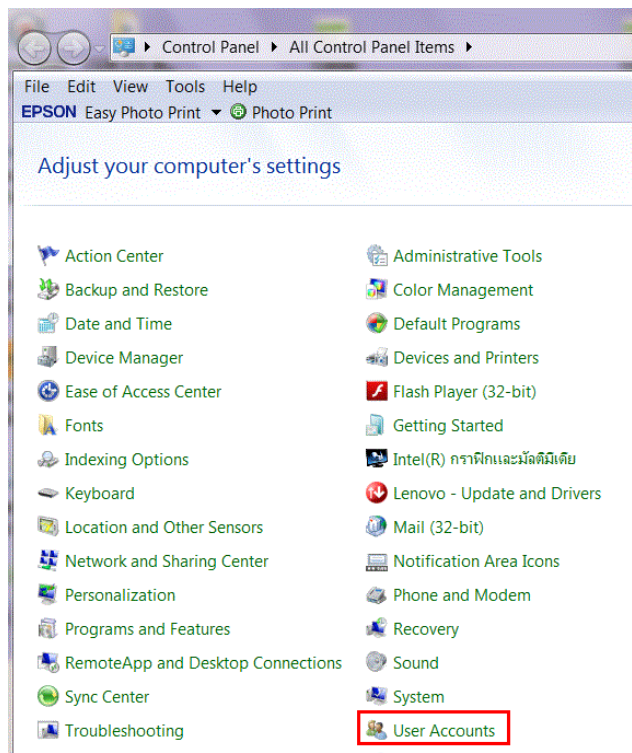 Control Panel All Control Panel Items
File Edit View Tools Help
EPSON Easy Photo Print Photo Print
Adjust your computer's settings
Action Center
Administrative Tools
Backup and Restore
Color Management
Date and Time
Default Programs
Device Manager
Devices and Printers
Ease of Access Center
Flash Player (32-bit)
Fonts
Getting Started
Indexing Options
Intel(R) กราฟิกและมัลติมีเดีย
Keyboard
Lenovo - Update and Drivers
Location and Other Sensors
Mail (32-bit)
Network and Sharing Center
Notification Area Icons
Personalization
Phone and Modem
Programs and Features
Recovery
RemoteApp and Desktop Connections
Sound
Sync Center
System
Troubleshooting
User Accounts